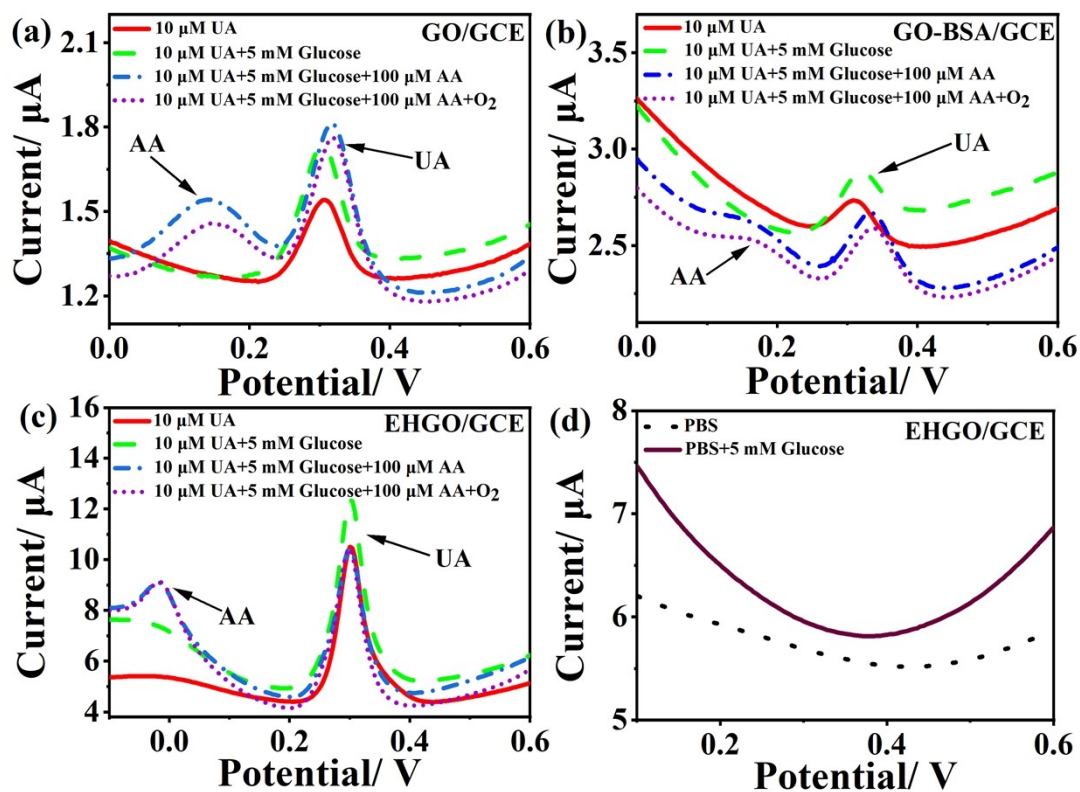 (a)
10 μM UA
GO/GCE
10 μM UA+5 mM Glucose
10 μM UA+5 mM Glucose+100 μM AA
10 μM UA+5 mM Glucose+100 μM AA+O2
AA
UA
2.1
1.8
1.5
1.2
Current/ μA
0.0 0.2 0.4 0.6
Potential/ V
(b)
10 μM UA
GO-BSA/GCE
10 μM UA+5 mM Glucose
10 μM UA+5 mM Glucose+100 μM AA
10 μM UA+5 mM Glucose+100 μM AA+O2
UA
AA
3.5
3.0
2.5
Current/ μA
0.0 0.2 0.4 0.6
Potential/ V
(c)
10 μM UA
EHGO/GCE
10 μM UA+5 mM Glucose
10 μM UA+5 mM Glucose+100 μM AA
10 μM UA+5 mM Glucose+100 μM AA+O2
UA
AA
16
14
12
10
8
6
4
Current/ μA
0.0 0.2 0.4 0.6
Potential/ V
(d)
PBS
EHGO/GCE
PBS+5 mM Glucose
8
7
6
5
Current/ μA
0.2 0.4 0.6
Potential/ V